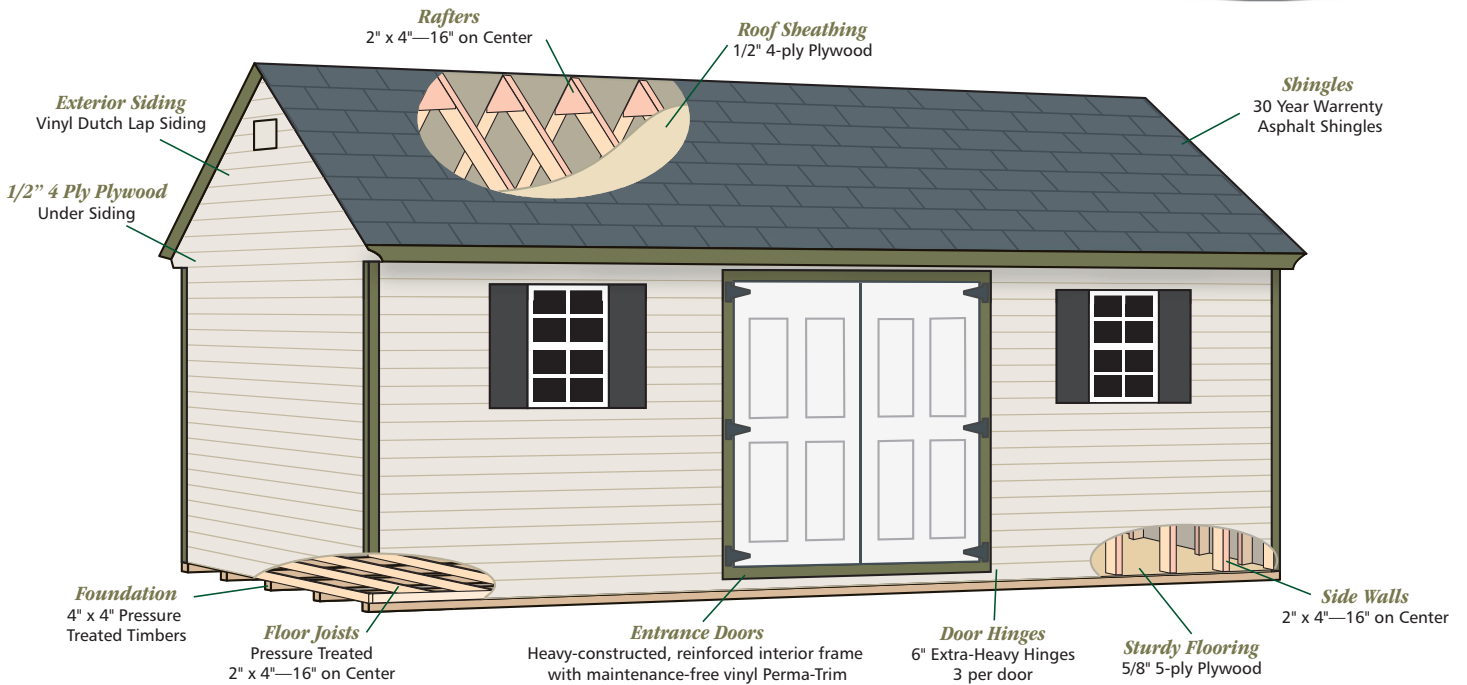 Rafters
2" x 4"—16" on Center
Roof Sheathing
1/2" 4-ply Plywood
Shingles
30 Year Warrenty
Asphalt Shingles
Exterior Siding
Vinyl Dutch Lap Siding
1/2” 4 Ply Plywood
Under Siding
Foundation
4" x 4" Pressure
Treated Timbers
Floor Joists
Pressure Treated
2" x 4"—16" on Center
Entrance Doors
Heavy-constructed, reinforced interior frame
with maintenance-free vinyl Perma-Trim
Door Hinges
6" Extra-Heavy Hinges
3 per door
Sturdy Flooring
5/8" 5-ply Plywood
Side Walls
2" x 4"—16" on Center